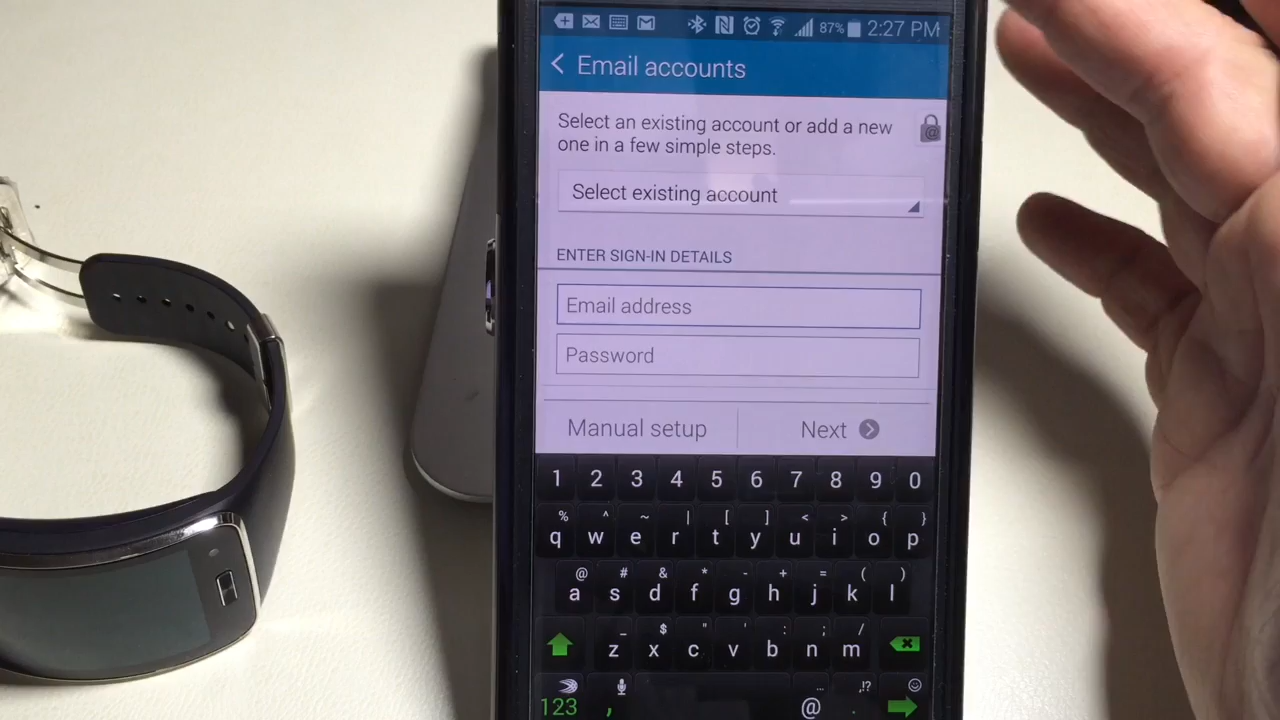 87% 2:27 PM
Email accounts
Select an existing account or add a new
one in a few simple steps.
Select existing account
ENTER SIGN-IN DETAILS
Email address
Password
Manual setup Next
1 2 3 4 5 6 7 8 9 0
% ^ ~ | [ ] < > { }
q w e r t y u i o p
@ # & * - + = ( )
a s d f g h j k l
_ $ " ' : ; /
z x c v b n m
... ,!?
123 , @ .